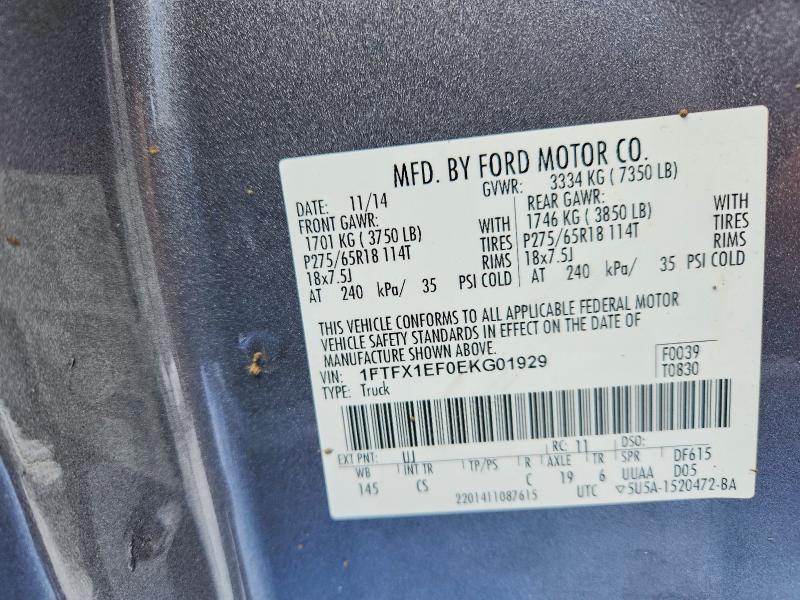 MFD. BY FORD MOTOR CO.
DATE: 11/14 GVWR: 3334 KG ( 7350 LB)
FRONT GAWR: REAR GAWR:
1701 KG ( 3750 LB) WITH 1746 KG ( 3850 LB) WITH
P275/65R18 114T TIRES P275/65R18 114T TIRES
18x7.5J RIMS 18x7.5J RIMS
AT 240 kPa/ 35 PSI COLD AT 240 kPa/ 35 PSI COLD
THIS VEHICLE CONFORMS TO ALL APPLICABLE FEDERAL MOTOR
VEHICLE SAFETY STANDARDS IN EFFECT ON THE DATE OF
MANUFACTURE SHOWN ABOVE.
VIN: 1FTFX1EF0EKG01929 F0039
TYPE: Truck T0830
EXT PNT: UJ RC: 11 DSO:
WB INT TR TP/PS R AXLE TR SPR DF615
145 CS C 19 6 UUAA D05
2201411087615 UTC ▽5U5A-1520472-BA